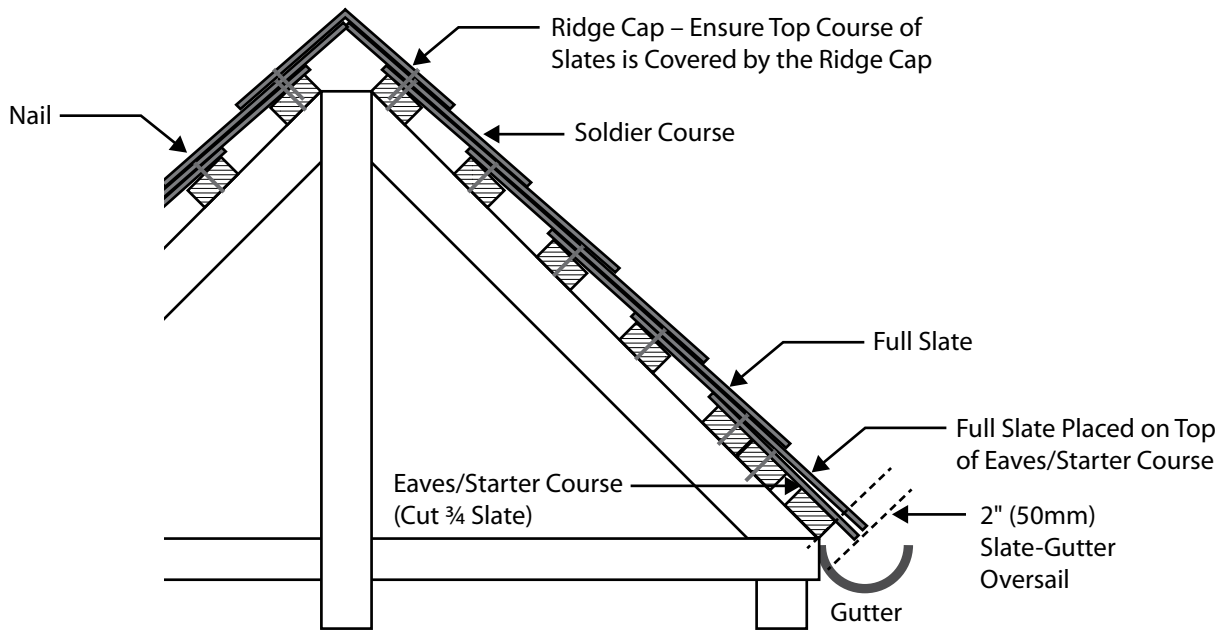 Ridge Cap – Ensure Top Course of
Slates is Covered by the Ridge Cap
Nail
Soldier Course
Full Slate
Full Slate Placed on Top
of Eaves/Starter Course
Eaves/Starter Course
(Cut ¾ Slate)
2" (50mm)
Slate-Gutter
Oversail
Gutter